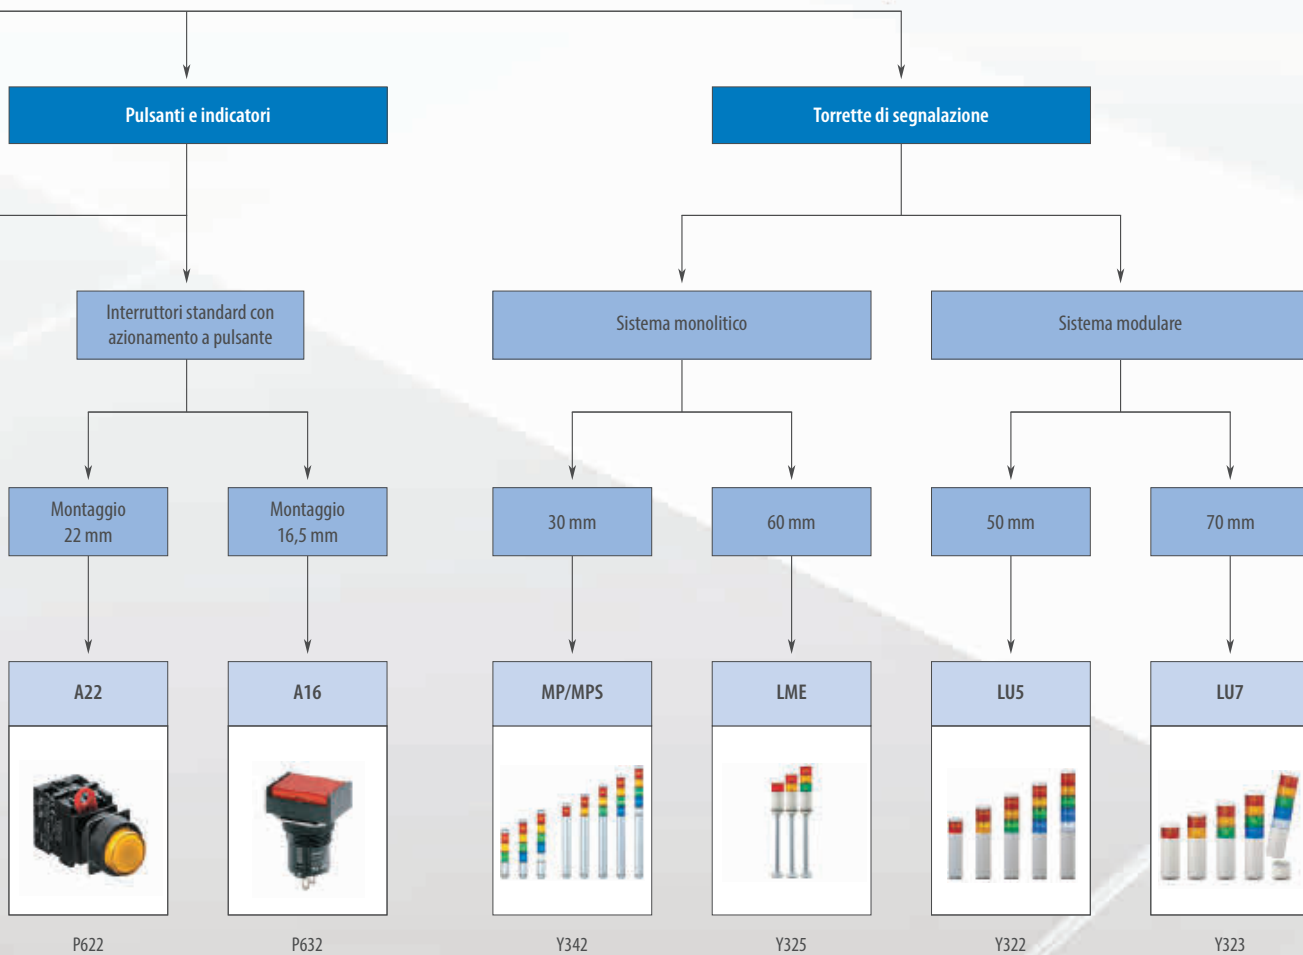 Pulsanti e indicatori
Torrette di segnalazione
Interruttori standard con
azionamento a pulsante
Sistema monolitico
Sistema modulare
Montaggio
22 mm
Montaggio
16,5 mm
30 mm
60 mm
50 mm
70 mm
A22
A16
MP/MPS
LME
LU5
LU7
P622
P632
Y342
Y325
Y322
Y323